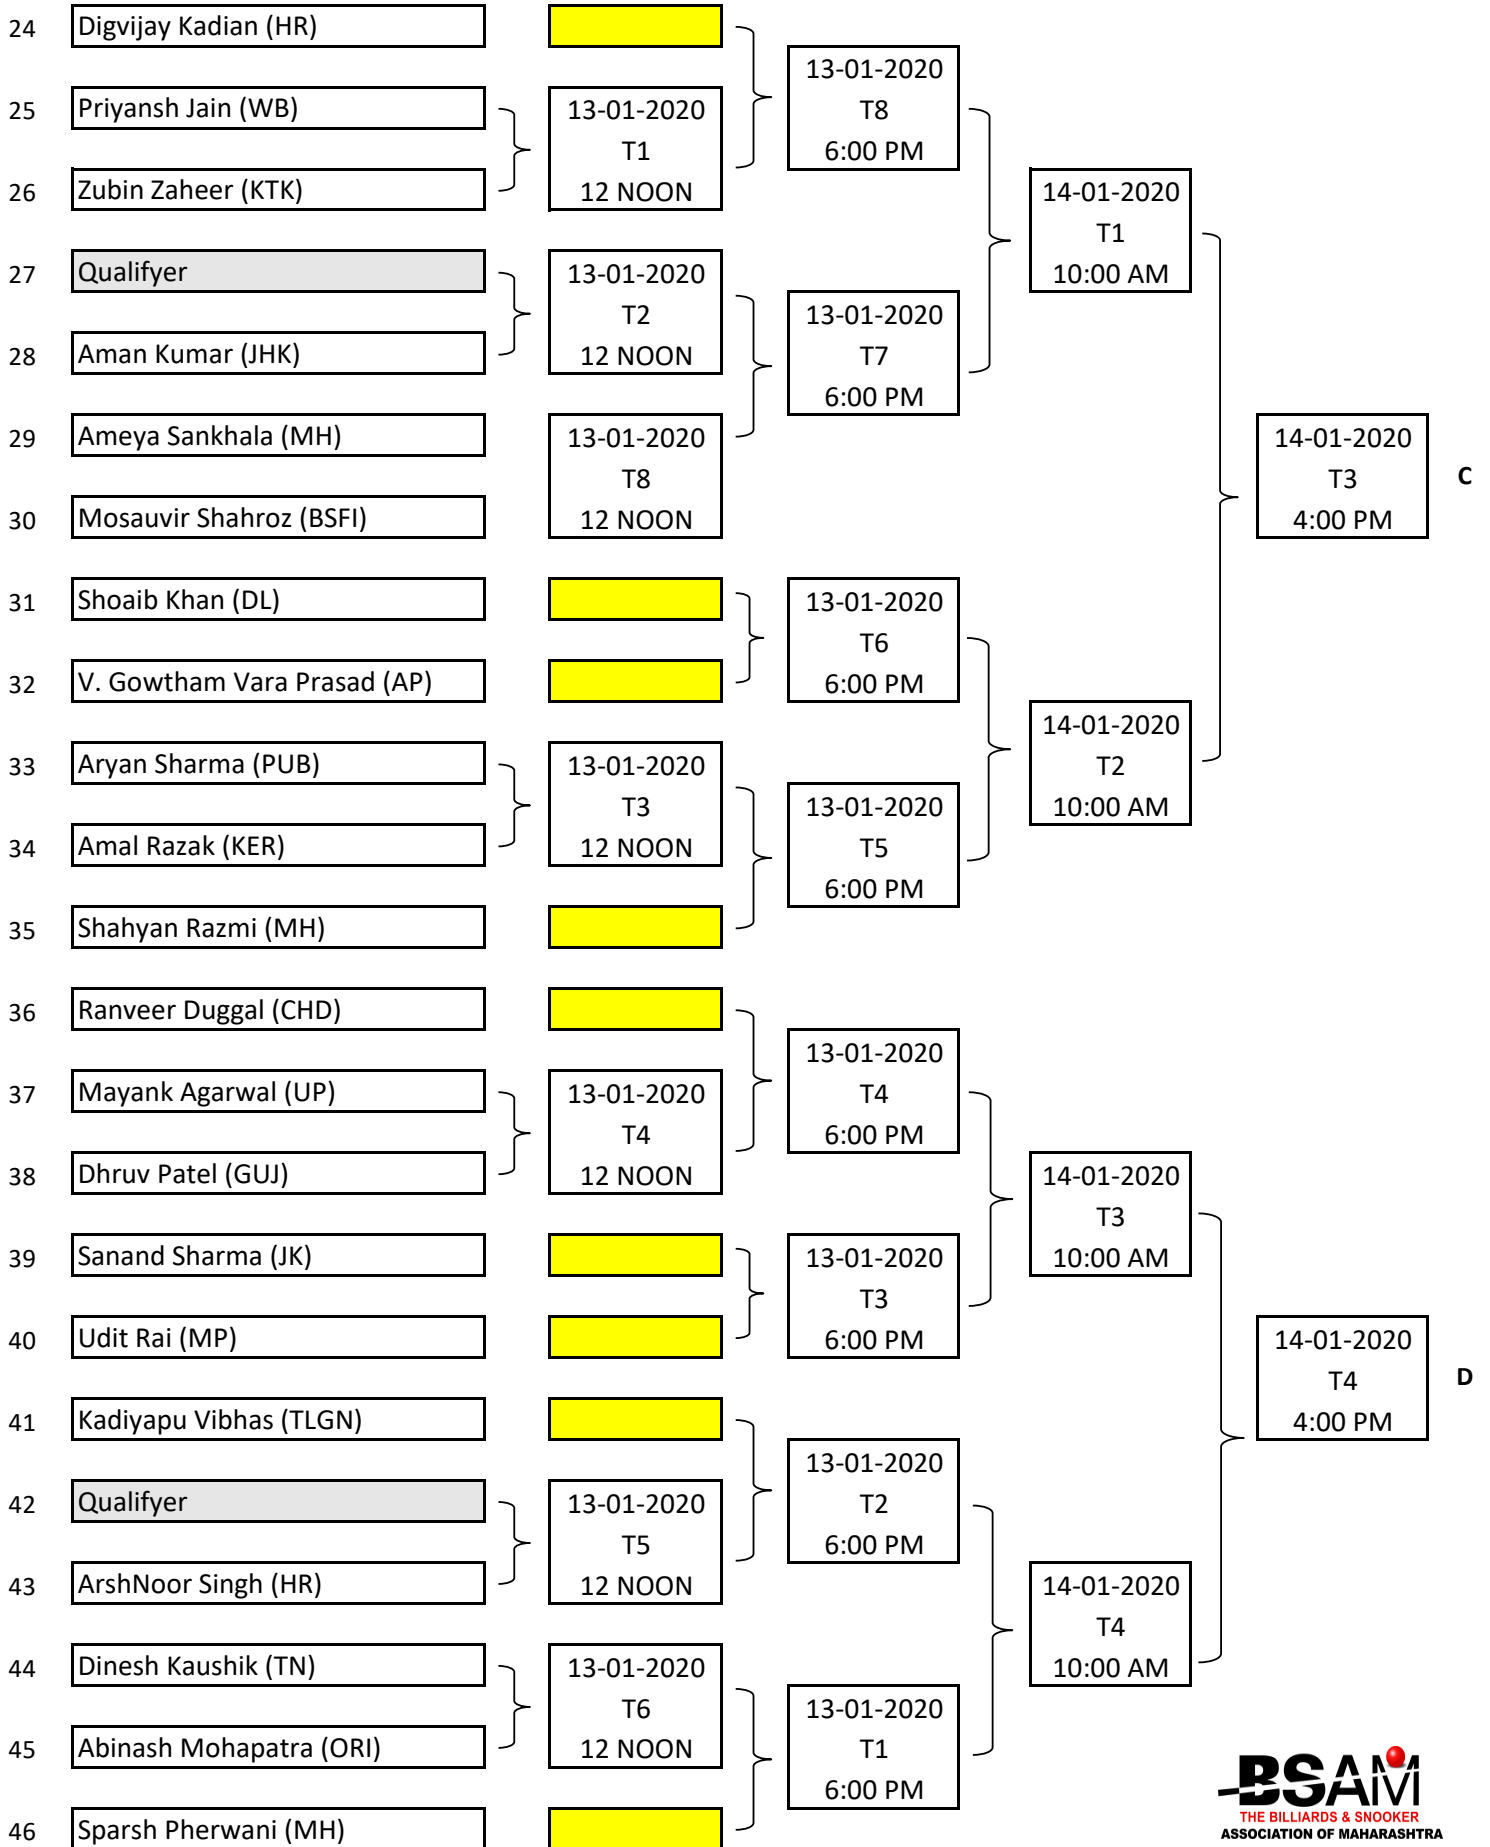 24 Digvijay Kadian (HR)
13-01-2020
T8
6:00 PM
25 Priyansh Jain (WB)
13-01-2020
T1
12 NOON
26 Zubin Zaheer (KTK)
14-01-2020
T1
10:00 AM
27 Qualifyer
13-01-2020
T2
12 NOON
28 Aman Kumar (JHK)
13-01-2020
T7
6:00 PM
29 Ameya Sankhala (MH)
13-01-2020
T8
12 NOON
14-01-2020
T3
4:00 PM
C
30 Mosauvir Shahroz (BSFI)
31 Shoaib Khan (DL)
13-01-2020
T6
6:00 PM
32 V. Gowtham Vara Prasad (AP)
14-01-2020
T2
10:00 AM
33 Aryan Sharma (PUB)
13-01-2020
T3
12 NOON
34 Amal Razak (KER)
13-01-2020
T5
6:00 PM
35 Shahyan Razmi (MH)
36 Ranveer Duggal (CHD)
13-01-2020
T4
6:00 PM
37 Mayank Agarwal (UP)
13-01-2020
T4
12 NOON
38 Dhruv Patel (GUJ)
14-01-2020
T3
10:00 AM
39 Sanand Sharma (JK)
13-01-2020
T3
6:00 PM
40 Udit Rai (MP)
14-01-2020
T4
4:00 PM
D
41 Kadiyapu Vibhas (TLGN)
13-01-2020
T2
6:00 PM
42 Qualifyer
13-01-2020
T5
12 NOON
43 ArshNoor Singh (HR)
14-01-2020
T4
10:00 AM
44 Dinesh Kaushik (TN)
13-01-2020
T6
12 NOON
45 Abinash Mohapatra (ORI)
13-01-2020
T1
6:00 PM
46 Sparsh Pherwani (MH)
BSAM
THE BILLIARDS & SNOOKER
ASSOCIATION OF MAHARASHTRA